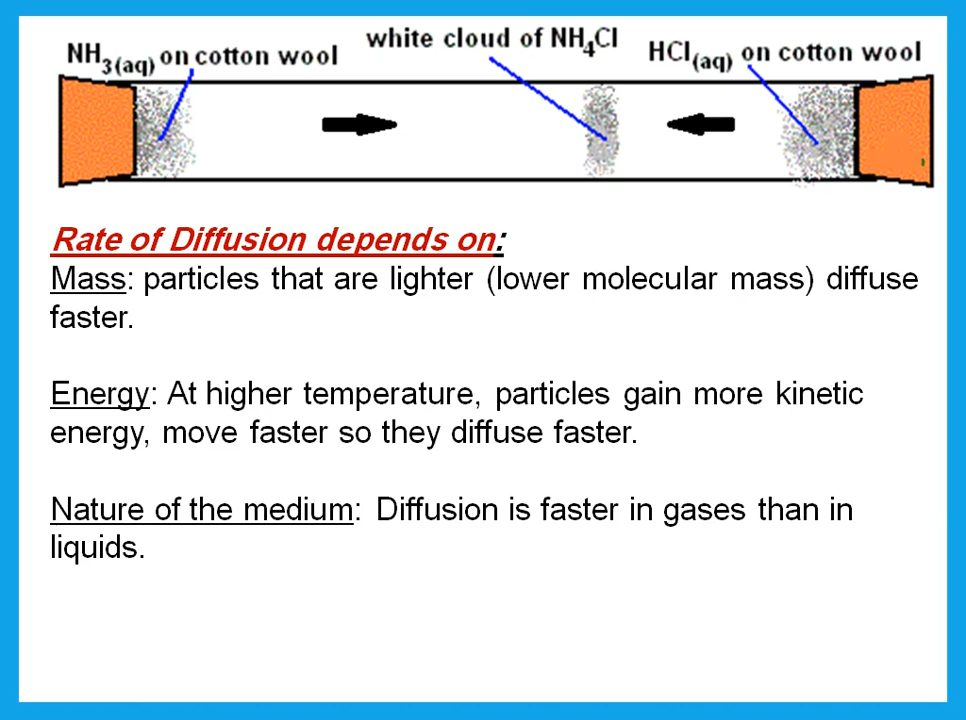 NH3(aq) on cotton wool
white cloud of NH4Cl
HCl(aq) on cotton wool
Rate of Diffusion depends on:
Mass: particles that are lighter (lower molecular mass) diffuse
faster.
Energy: At higher temperature, particles gain more kinetic
energy, move faster so they diffuse faster.
Nature of the medium: Diffusion is faster in gases than in
liquids.